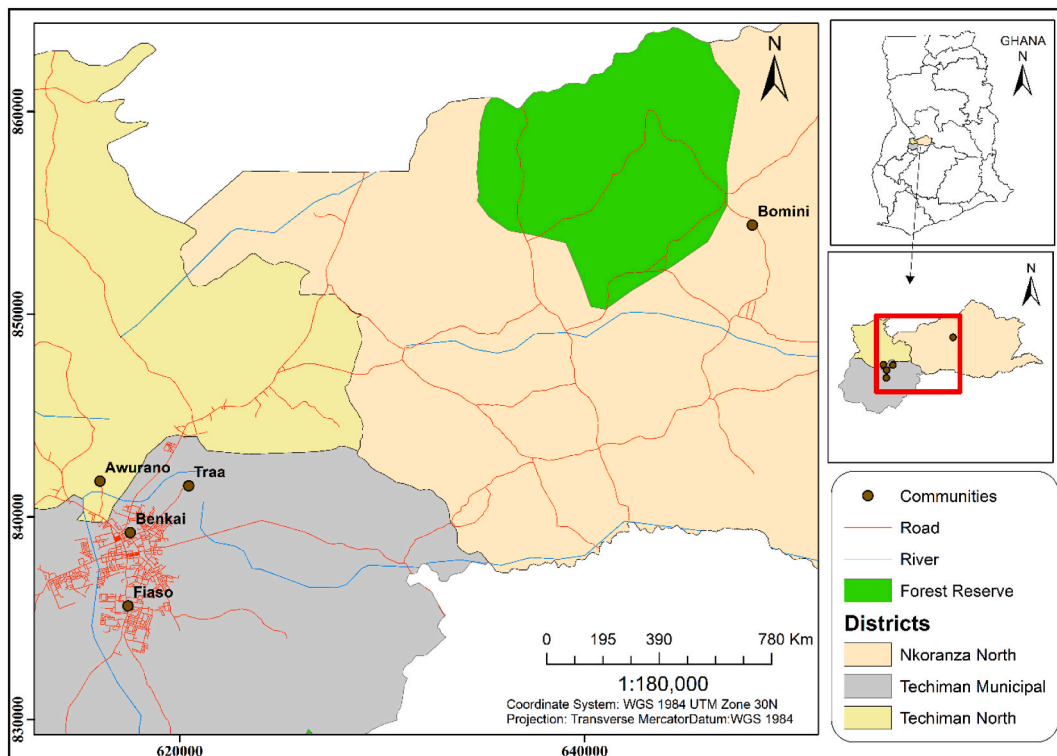 N
860000
850000
840000
830000
620000
640000
Bomini
Awurano
Traa
Benkai
Fiaso
0 195 390 780 Km
1:180,000
Coordinate System: WGS 1984 UTM Zone 30N
Projection: Transverse MercatorDatum:WGS 1984
GHANA
N
N
Communities
Road
River
Forest Reserve
Districts
Nkoranza North
Techiman Municipal
Techiman North